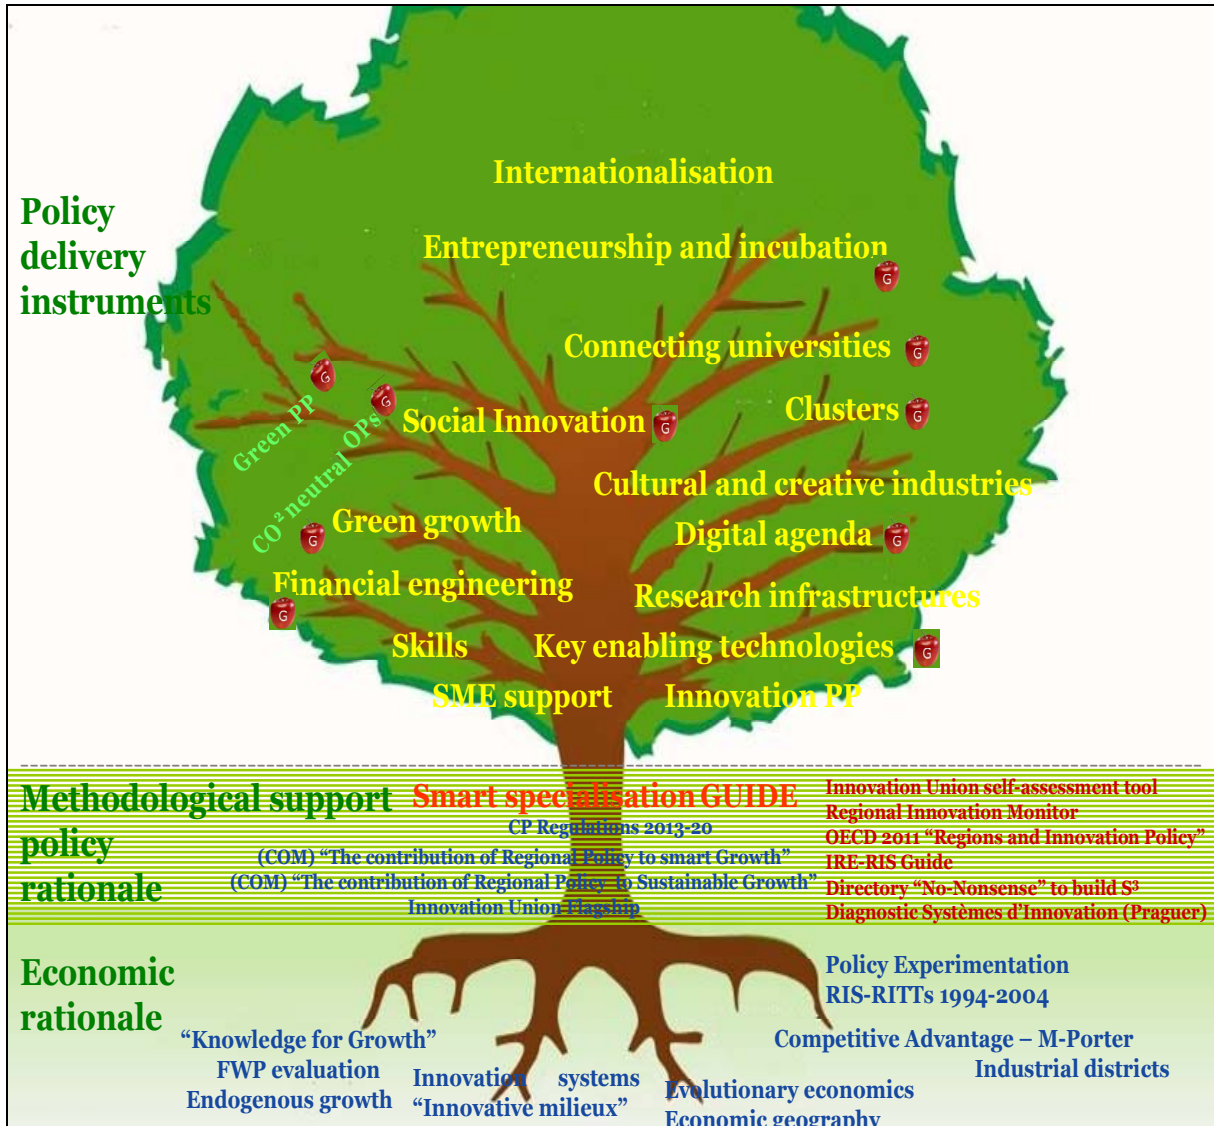 Internationalisation
Policy
delivery
instruments
Entrepreneurship and incubation
G
Connecting universities G
G
Green PP
G
CO² neutral OPs
Social Innovation G
Clusters G
Cultural and creative industries
G Green growth
Digital agenda G
Financial engineering
G
Research infrastructures
Skills
Key enabling technologies G
SME support
Innovation PP
Methodological support
policy
rationale
Smart specialisation GUIDE
CP Regulations 2013-20
(COM) “The contribution of Regional Policy to smart Growth”
(COM) “The contribution of Regional Policy to Sustainable Growth”
Innovation Union Flagship
Innovation Union self-assessment tool
Regional Innovation Monitor
OECD 2011 “Regions and Innovation Policy”
IRE-RIS Guide
Directory “No-Nonsense” to build S³
Diagnostic Systèmes d’Innovation (Praguer)
Economic
rationale
Policy Experimentation
RIS-RITTs 1994-2004
“Knowledge for Growth”
FWP evaluation
Endogenous growth
Innovation systems
“Innovative milieux”
Competitive Advantage – M-Porter
Industrial districts
Evolutionary economics
Economic geography